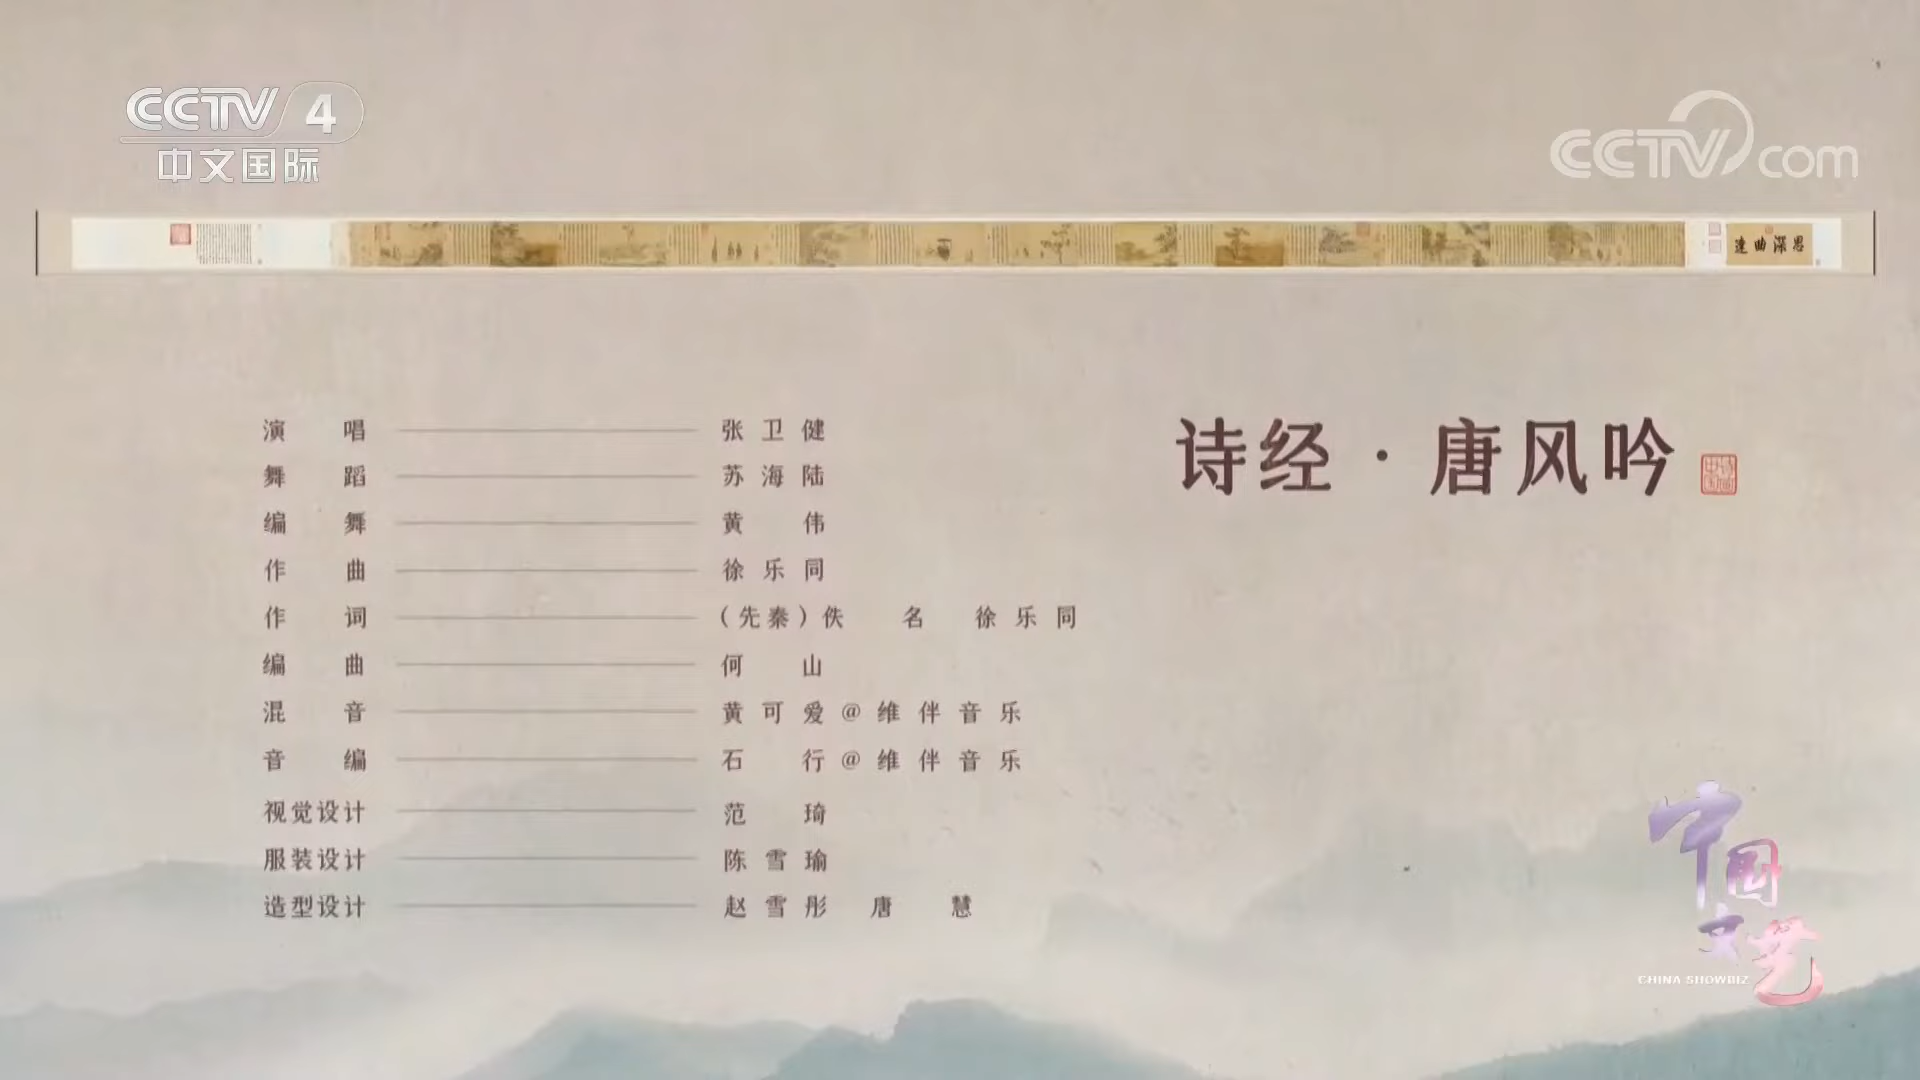 CCTV 4
中文国际
CCTV.com
思深曲達
诗经·唐风吟
演唱 张卫健
舞蹈 苏海陆
编舞 黄伟
作曲 徐乐同
作词 (先秦)佚名 徐乐同
编曲 何山
混音 黄可爱@维伴音乐
音编 石行@维伴音乐
视觉设计 范琦
服装设计 陈雪瑜
造型设计 赵雪彤 唐慧
中国文艺
CHINA SHOWBIZ